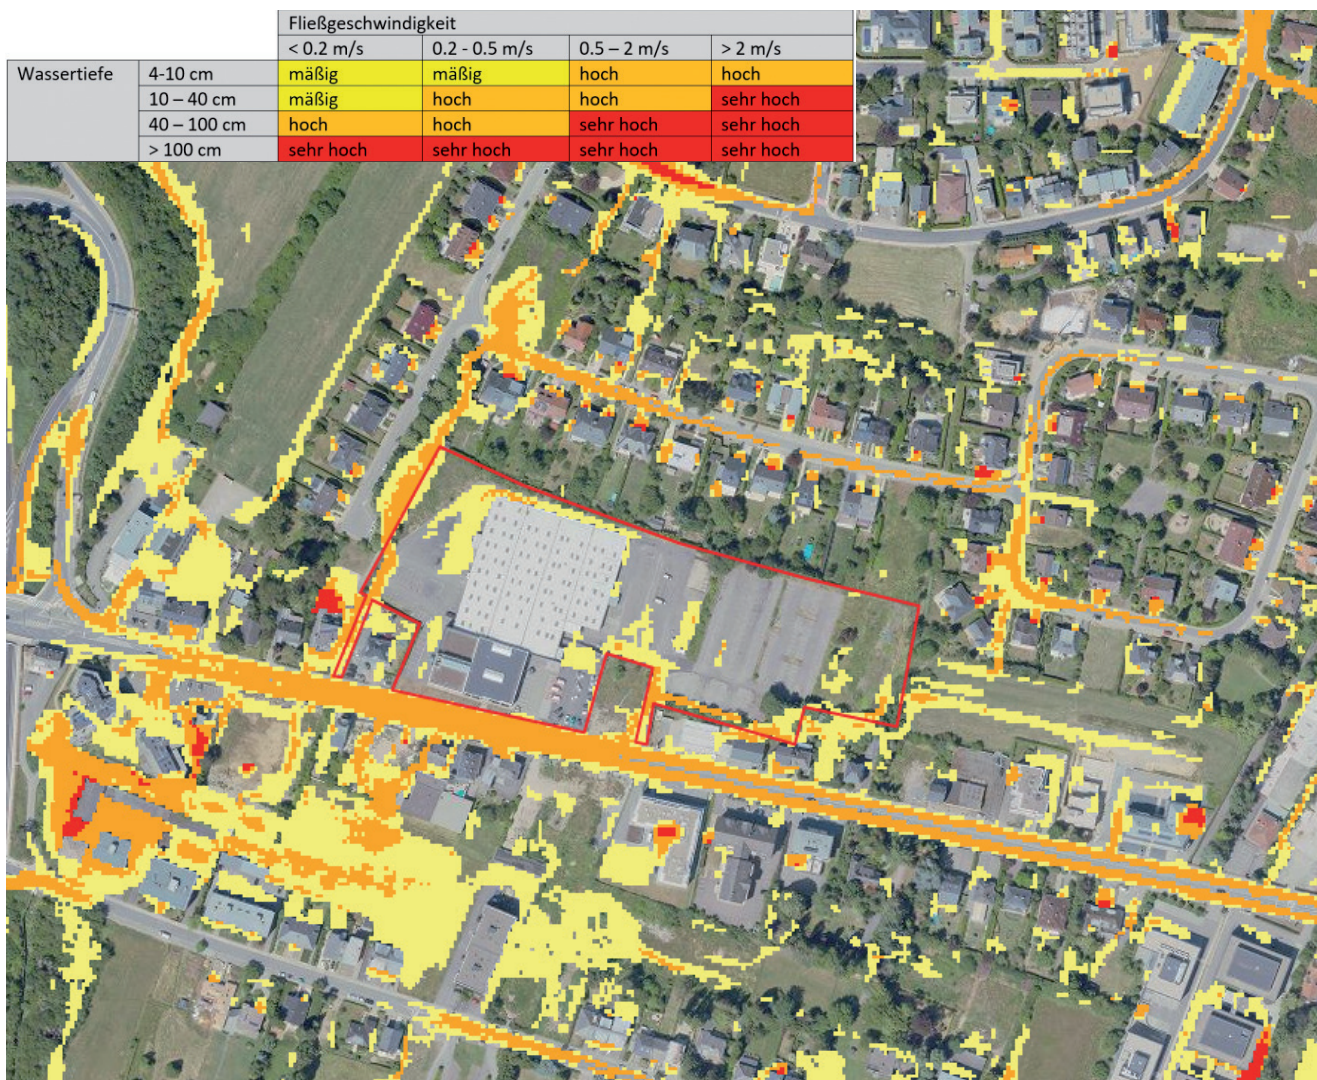 Fließgeschwindigkeit
< 0.2 m/s 0.2 - 0.5 m/s 0.5 – 2 m/s > 2 m/s
Wassertiefe 4-10 cm mäßig mäßig hoch hoch
10 – 40 cm mäßig hoch hoch sehr hoch
40 – 100 cm hoch hoch sehr hoch sehr hoch
> 100 cm sehr hoch sehr hoch sehr hoch sehr hoch